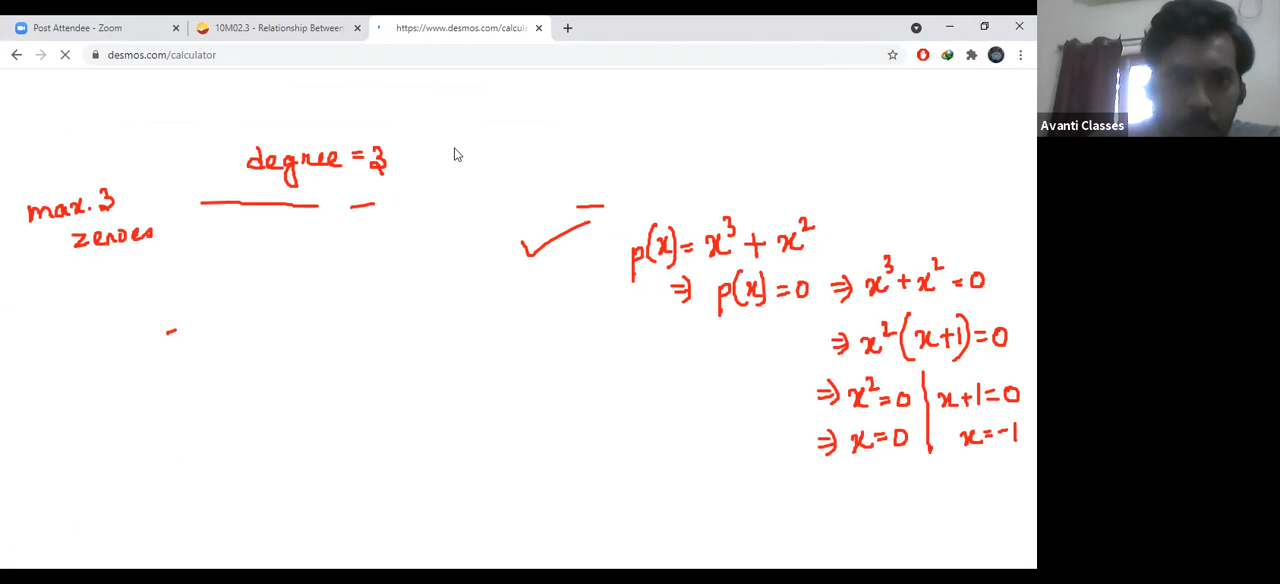 Post Attendee - Zoom
10M02.3 - Relationship Between
https://www.desmos.com/calcul
desmos.com/calculator
Avanti Classes
degree = 3
max. 3
zeroes
p(x) = x³ + x²
⇒ p(x) = 0 ⇒ x³ + x² = 0
⇒ x² (x+1) = 0
⇒ x² = 0 | x+1 = 0
⇒ x = 0 | x = -1